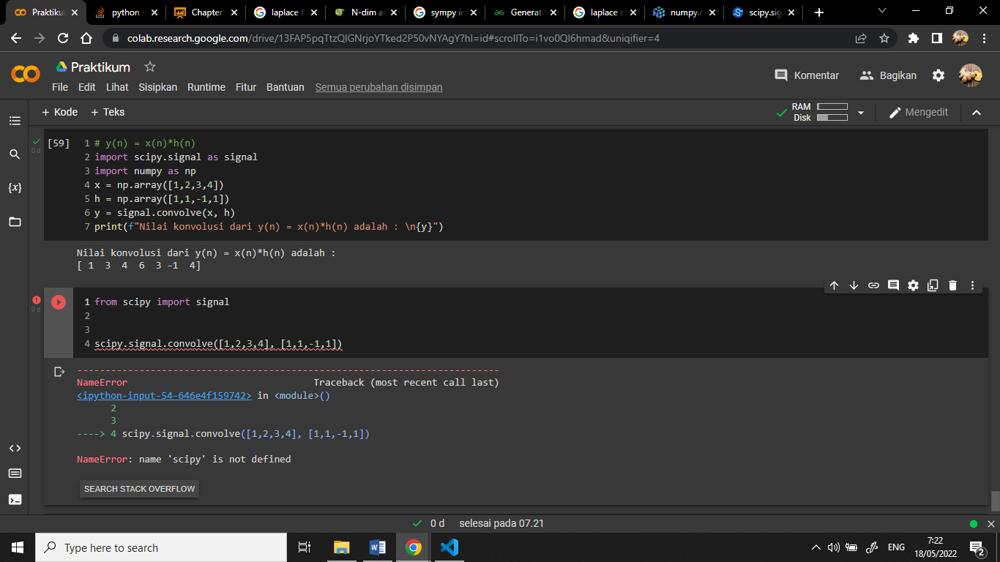 Praktiku
python -
Chapter
laplace f
N-dim a
sympy in
Generati
laplace c
numpy.c
scipy.sig
colab.research.google.com/drive/13FAP5pqTtzQlGNrjoYTked2P50vNYAgY?hl=id#scrollTo=i1vo0Ql6hmad&uniqifier=4
Praktikum
Komentar
Bagikan
File Edit Lihat Sisipkan Runtime Fitur Bantuan Semua perubahan disimpan
+ Kode + Teks
RAM
Disk
Mengedit
[59]
0 d
1 # y(n) = x(n)*h(n)
2 import scipy.signal as signal
3 import numpy as np
4 x = np.array([1,2,3,4])
5 h = np.array([1,1,-1,1])
6 y = signal.convolve(x, h)
7 print(f"Nilai konvolusi dari y(n) = x(n)*h(n) adalah : \n{y}")
Nilai konvolusi dari y(n) = x(n)*h(n) adalah :
[ 1  3  4  6  3 -1  4]
0 d
1 from scipy import signal
2
3
4 scipy.signal.convolve([1,2,3,4], [1,1,-1,1])
---------------------------------------------------------------------------
NameError                                 Traceback (most recent call last)
<ipython-input-54-646e4f159742> in <module>()
      2
      3
----> 4 scipy.signal.convolve([1,2,3,4], [1,1,-1,1])
NameError: name 'scipy' is not defined
SEARCH STACK OVERFLOW
0 d selesai pada 07.21
Type here to search
ENG
7:22
18/05/2022
2